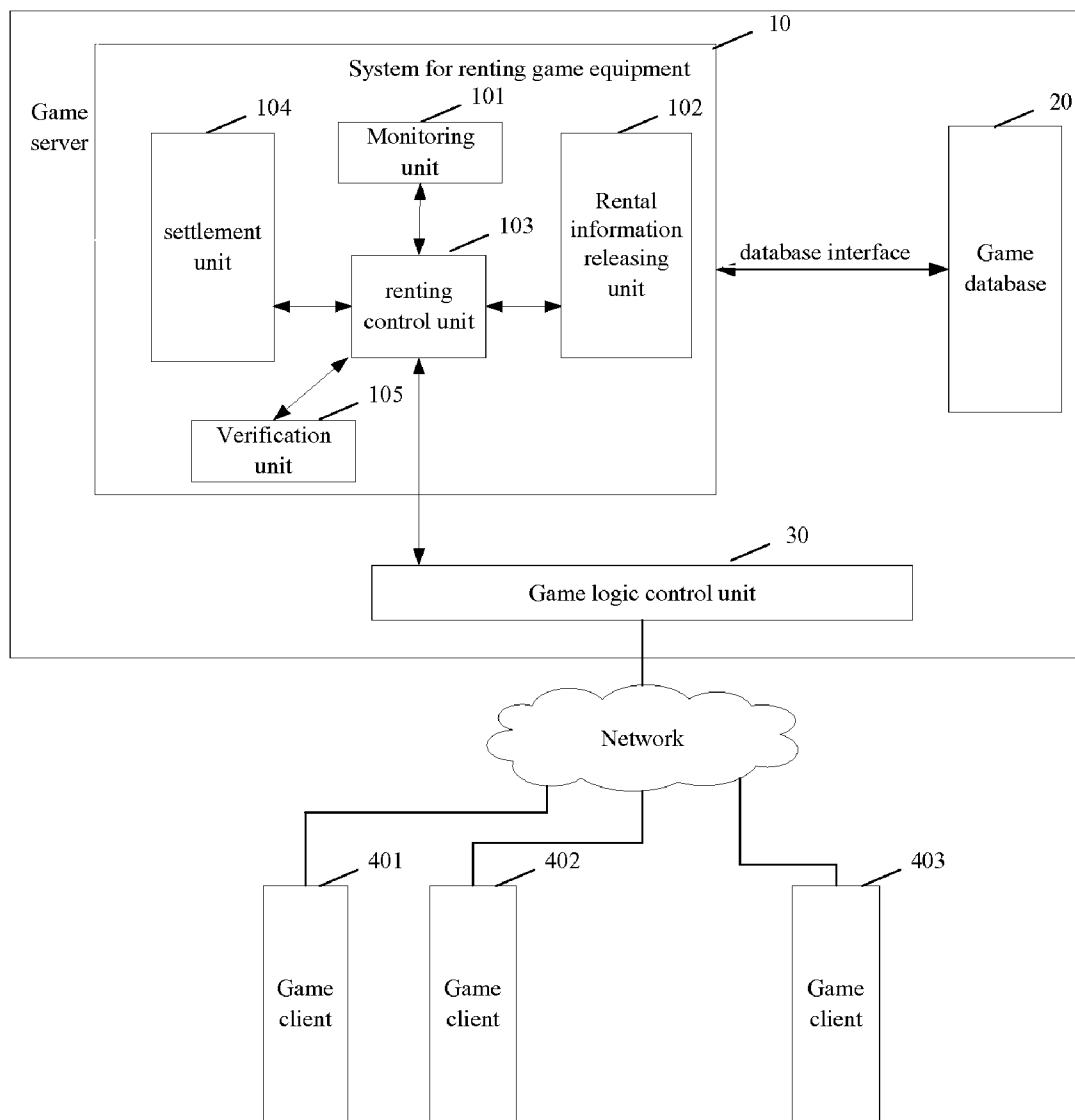 10
System for renting game equipment
Game
server
104
101
102
20
Monitoring
unit
settlement
unit
103
Rental
information
releasing
unit
renting
control unit
database interface
Game
database
105
Verification
unit
30
Game logic control unit
Network
401
402
403
Game
client
Game
client
Game
client